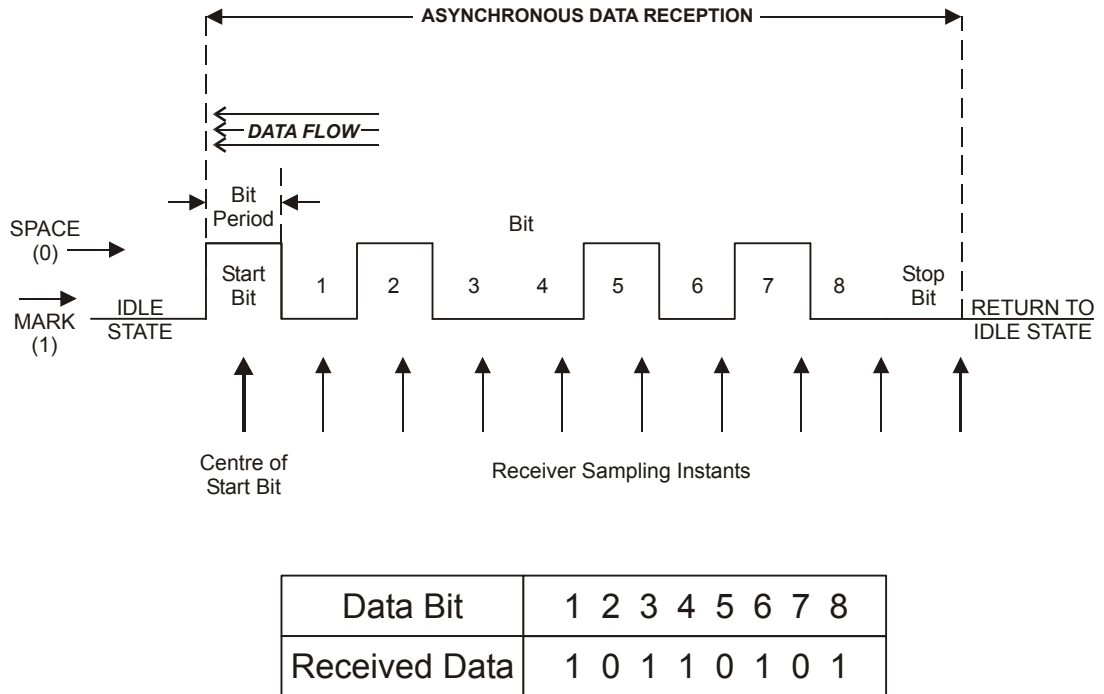 ASYNCHRONOUS DATA RECEPTION
DATA FLOW
Bit
Period
Bit
SPACE
(0)
Start
Bit
1 2 3 4 5 6 7 8
Stop
Bit
MARK
(1)
IDLE
STATE
RETURN TO
IDLE STATE
Centre of
Start Bit
Receiver Sampling Instants
Data Bit 1 2 3 4 5 6 7 8
Received Data 1 0 1 1 0 1 0 1